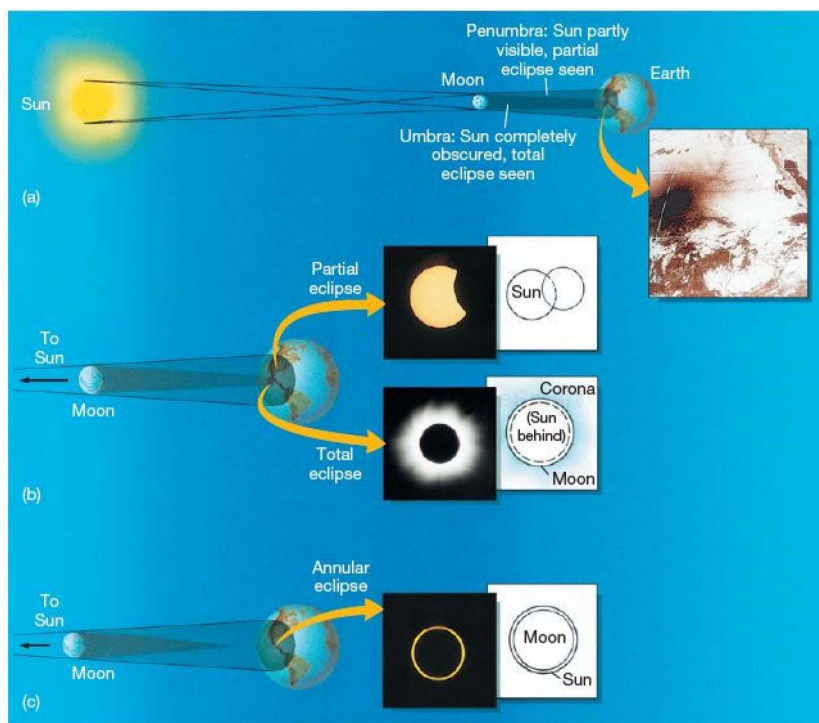 Penumbra: Sun partly
visible, partial
eclipse seen
Moon
Earth
Sun
Umbra: Sun completely
obscured, total
eclipse seen
(a)
Partial
eclipse
Sun
To
Sun
Moon
Corona
(Sun
behind)
Moon
Total
eclipse
(b)
Annular
eclipse
To
Sun
Moon
Moon
Sun
(c)